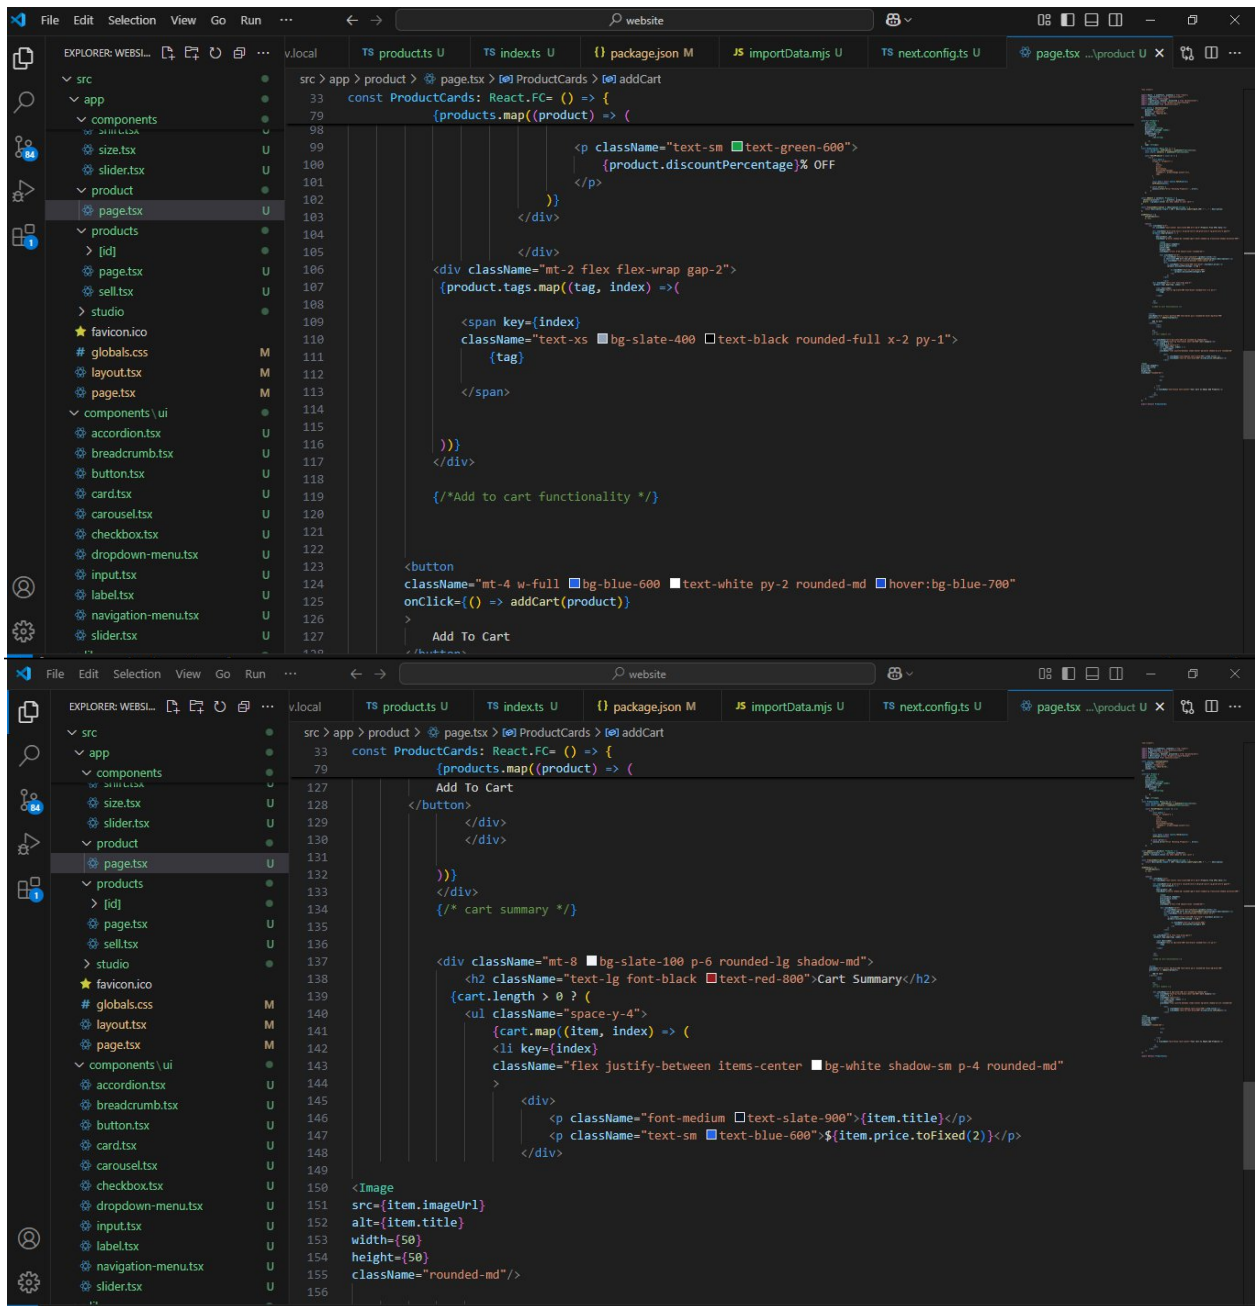 File Edit Selection View Go Run ··· website
EXPLORER: WEBSI... ···
v.local TS product.ts U TS index.ts U {} package.json M JS importData.mjs U TS next.config.ts U page.tsx ...\product U ···
src > app > product > page.tsx > ProductCards > addCart
src
app
components
shirt.tsx U
size.tsx U
slider.tsx U
product
page.tsx U
products
[id]
page.tsx U
sell.tsx U
studio
favicon.ico
# globals.css M
layout.tsx M
page.tsx M
components\ui
accordion.tsx U
breadcrumb.tsx U
button.tsx U
card.tsx U
carousel.tsx U
checkbox.tsx U
dropdown-menu.tsx U
input.tsx U
label.tsx U
navigation-menu.tsx U
slider.tsx U
84
1
33 const ProductCards: React.FC= () => {
79 {products.map((product) => (
98
99 <p className="text-sm text-green-600">
100 {product.discountPercentage}% OFF
101 </p>
102 )}
103 </div>
104
105 </div>
106 <div className="mt-2 flex flex-wrap gap-2">
107 {product.tags.map((tag, index) =>(
108
109 <span key={index}
110 className="text-xs bg-slate-400 text-black rounded-full x-2 py-1">
111 {tag}
112
113 </span>
114
115
116 ))}
117 </div>
118
119 {/*Add to cart functionality */}
120
121
122
123 <button
124 className="mt-4 w-full bg-blue-600 text-white py-2 rounded-md hover:bg-blue-700"
125 onClick={() => addCart(product)}
126 >
127 Add To Cart
128 </button>
File Edit Selection View Go Run ··· website
EXPLORER: WEBSI... ···
v.local TS product.ts U TS index.ts U {} package.json M JS importData.mjs U TS next.config.ts U page.tsx ...\product U ···
src > app > product > page.tsx > ProductCards > addCart
src
app
components
shirt.tsx U
size.tsx U
slider.tsx U
product
page.tsx U
products
[id]
page.tsx U
sell.tsx U
studio
favicon.ico
# globals.css M
layout.tsx M
page.tsx M
components\ui
accordion.tsx U
breadcrumb.tsx U
button.tsx U
card.tsx U
carousel.tsx U
checkbox.tsx U
dropdown-menu.tsx U
input.tsx U
label.tsx U
navigation-menu.tsx U
slider.tsx U
84
1
33 const ProductCards: React.FC= () => {
79 {products.map((product) => (
127 Add To Cart
128 </button>
129 </div>
130 </div>
131
132 ))}
133 </div>
134 {/* cart summary */}
135
136
137 <div className="mt-8 bg-slate-100 p-6 rounded-lg shadow-md">
138 <h2 className="text-lg font-black text-red-800">Cart Summary</h2>
139 {cart.length > 0 ? (
140 <ul className="space-y-4">
141 {cart.map((item, index) => (
142 <li key={index}
143 className="flex justify-between items-center bg-white shadow-sm p-4 rounded-md"
144 >
145 <div>
146 <p className="font-medium text-slate-900">{item.title}</p>
147 <p className="text-sm text-blue-600">${item.price.toFixed(2)}</p>
148 </div>
149
150 <Image
151 src={item.imageUrl}
152 alt={item.title}
153 width={50}
154 height={50}
155 className="rounded-md"/>
156